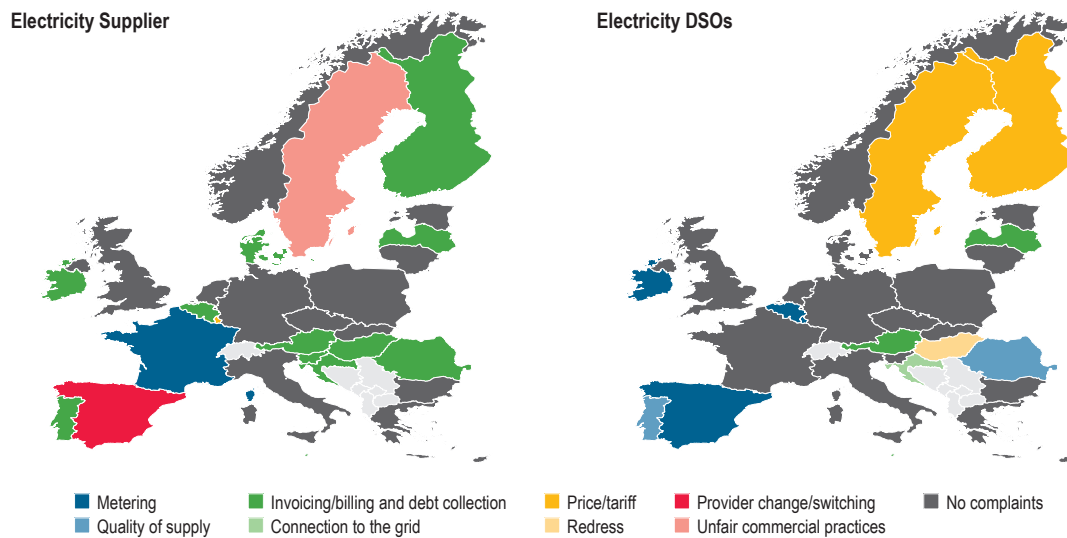 Electricity Supplier
Electricity DSOs
Metering
Invoicing/billing and debt collection
Price/tariff
Provider change/switching
No complaints
Quality of supply
Connection to the grid
Redress
Unfair commercial practices